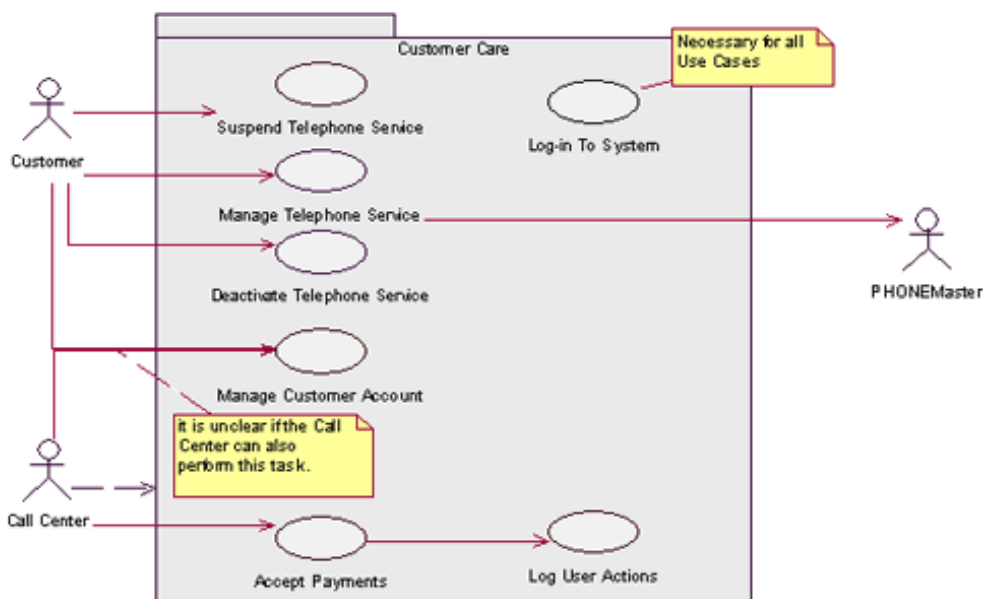 Customer Care
Necessary for all
Use Cases
Suspend Telephone Service
Log-in To System
Customer
Manage Telephone Service
Deactivate Telephone Service
PHONEMaster
Manage Customer Account
it is unclear if the Call
Center can also
perform this task.
Call Center
Accept Payments
Log User Actions